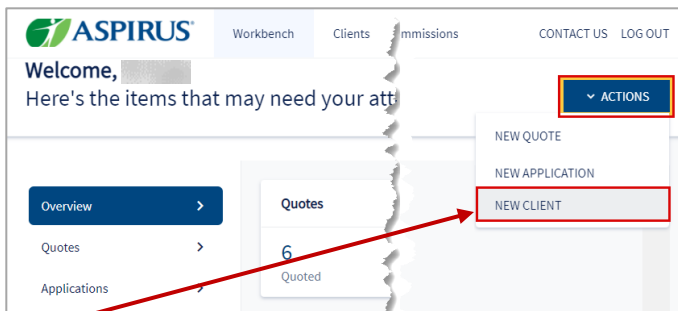 ASPIRUS
Workbench Clients mmissions CONTACT US LOG OUT
Welcome,
Here's the items that may need your att
ACTIONS
NEW QUOTE
NEW APPLICATION
NEW CLIENT
Overview
Quotes
Applications
Quotes
6
Quoted